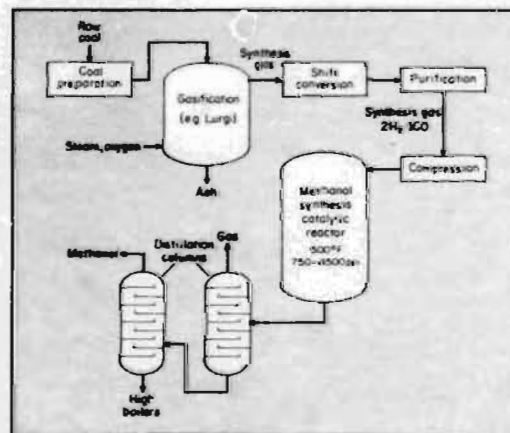 Raw
coal
Coal
preparation
Gasification
(e.g. Lurgi)
Steam, oxygen
Ash
Synthesis
gas
Shift
conversion
Purification
Synthesis gas
2H₂ 1CO
Compression
Methanol
synthesis
catalytic
reactor
500°F
Gas
Distillation
columns
Methanol
High
boilers